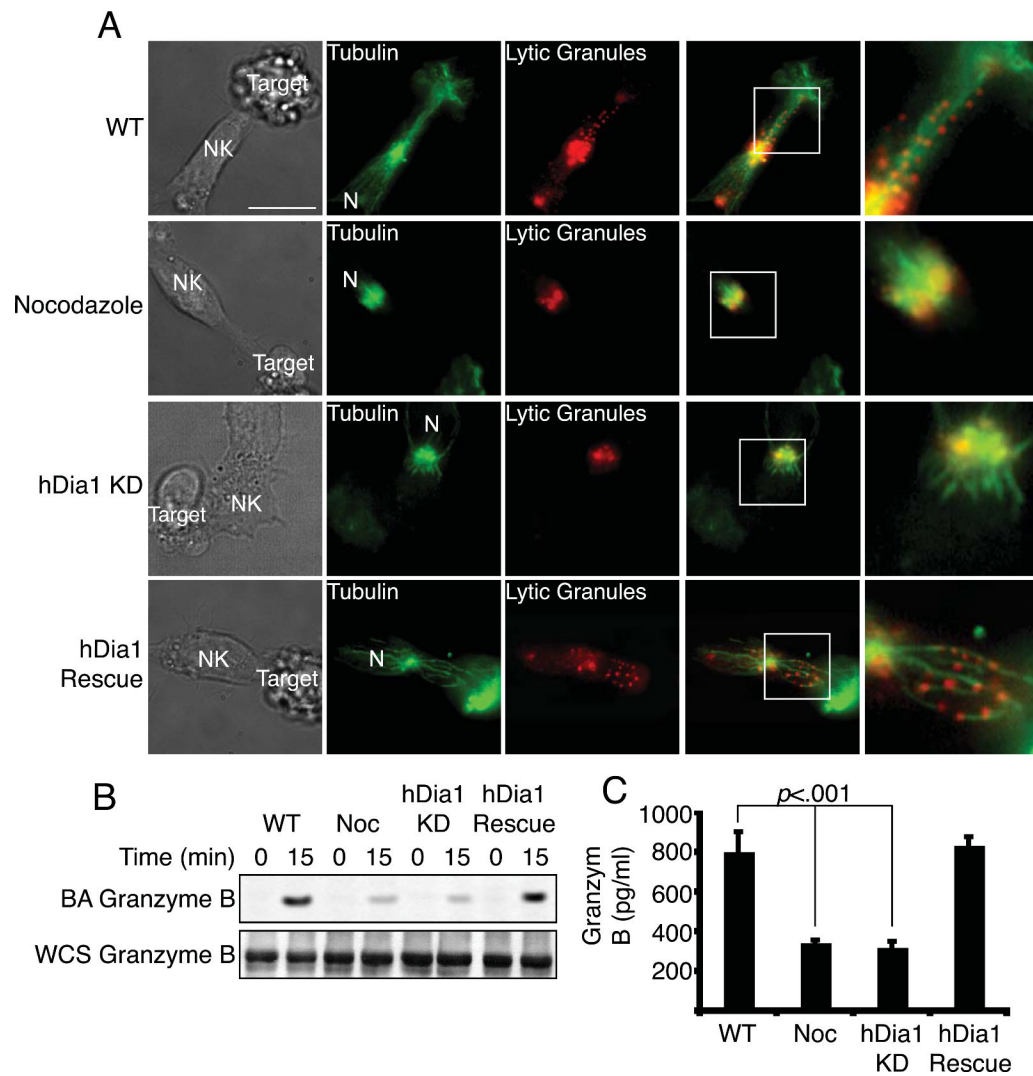 A
WT
NK
Target
Tubulin
N
Lytic Granules
Nocodazole
NK
Target
Tubulin
N
Lytic Granules
hDia1 KD
Target
NK
Tubulin
N
Lytic Granules
hDia1
Rescue
NK
Target
Tubulin
N
Lytic Granules
B
WT Noc hDia1 KD hDia1 Rescue
Time (min) 0 15 0 15 0 15 0 15
BA Granzyme B
WCS Granzyme B
C
p<.001
Granzym
B (pg/ml)
1000
800
600
400
200
WT Noc hDia1 KD hDia1 Rescue